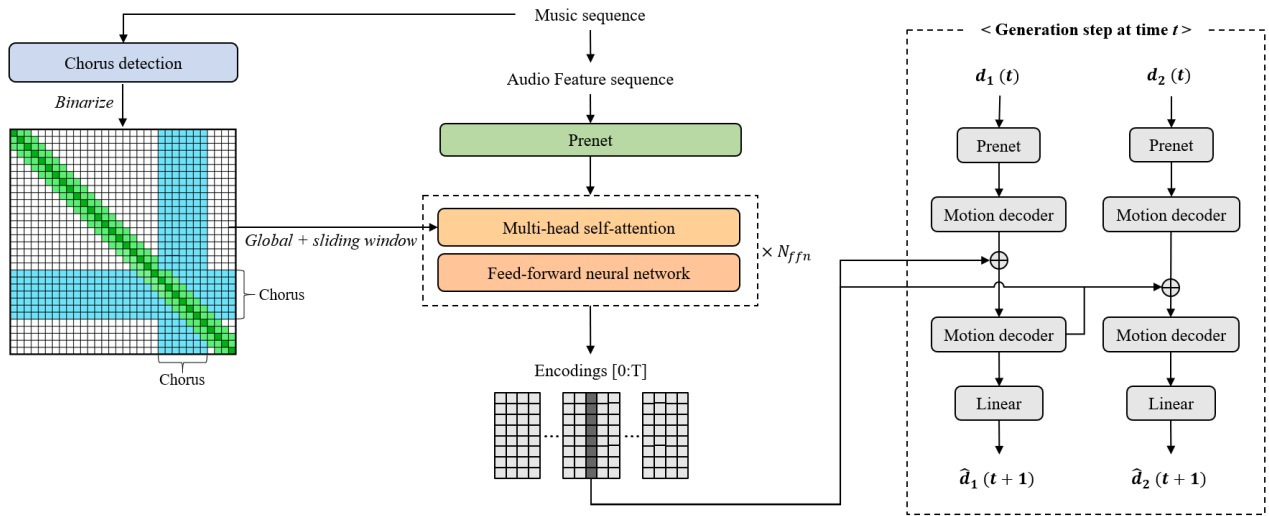 Music sequence
Chorus detection
Binarize
Audio Feature sequence
Prenet
Global + sliding window
Multi-head self-attention
Feed-forward neural network
× N_ffn
Chorus
Chorus
Encodings [0:T]
... ...
< Generation step at time t >
d₁ (t) d₂ (t)
Prenet Prenet
Motion decoder Motion decoder
Motion decoder Motion decoder
Linear Linear
d̂₁ (t + 1) d̂₂ (t + 1)